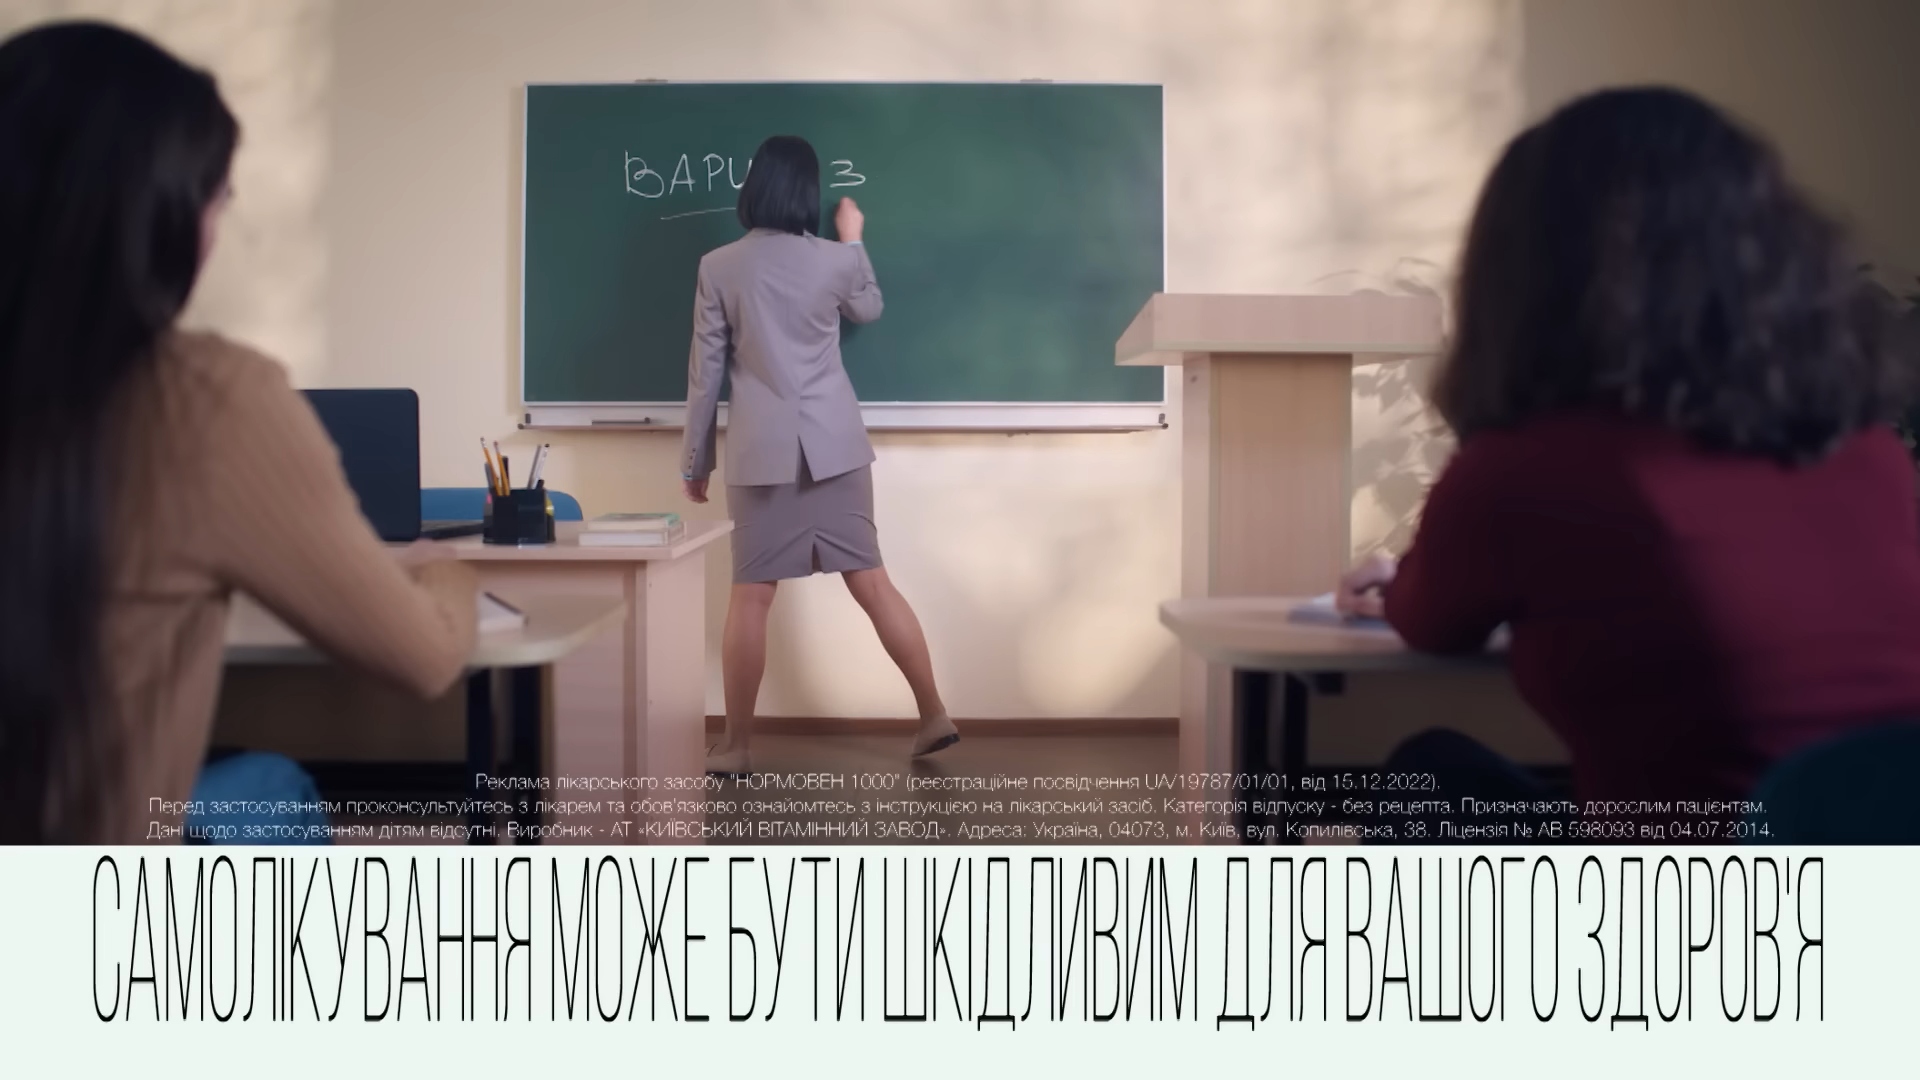 ВАРИ З
Реклама лікарського засобу "НОРМОВЕН 1000" (реєстраційне посвідчення UA/19787/01/01, від 15.12.2022).
Перед застосуванням проконсультуйтесь з лікарем та обов'язково ознайомтесь з інструкцією на лікарський засіб. Категорія відпуску - без рецепта. Призначають дорослим пацієнтам.
Дані щодо застосуванням дітям відсутні. Виробник - АТ «КИЇВСЬКИЙ ВІТАМІННИЙ ЗАВОД». Адреса: Україна, 04073, м. Київ, вул. Копилівська, 38. Ліцензія № АВ 598093 від 04.07.2014.
САМОЛІКУВАННЯ МОЖЕ БУТИ ШКІДЛИВИМ ДЛЯ ВАШОГО ЗДОРОВ'Я